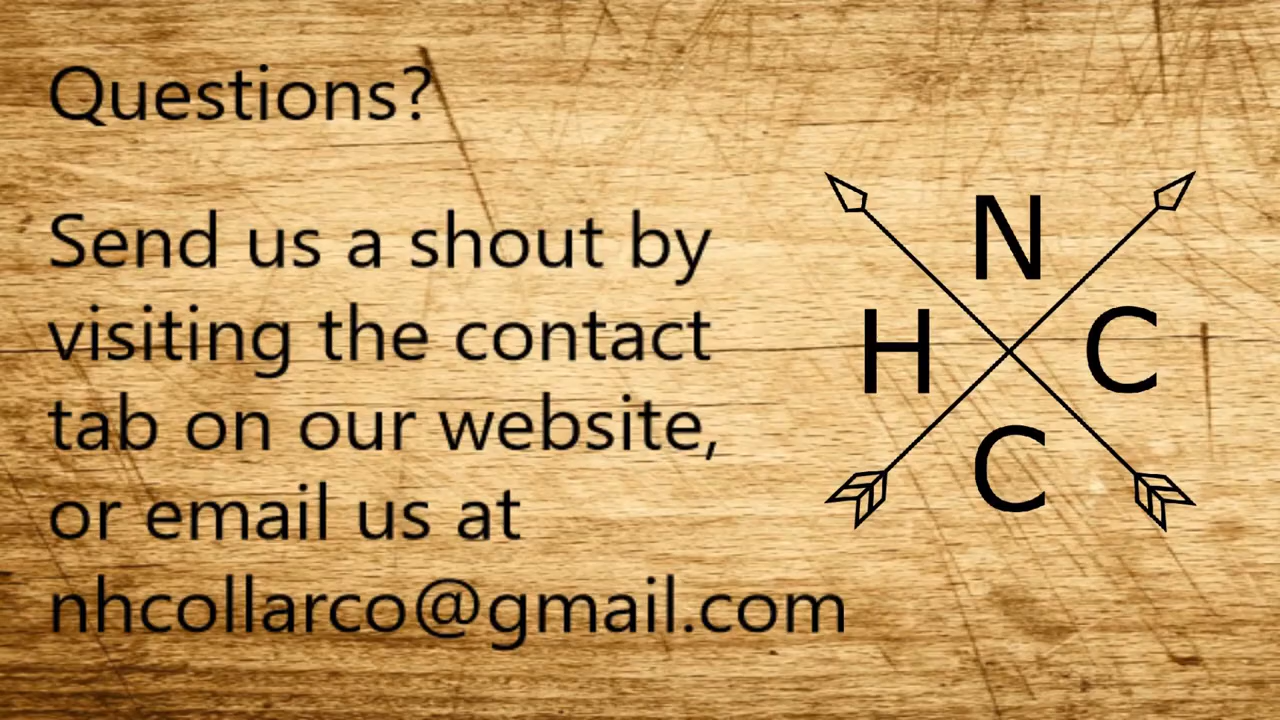 Questions?
Send us a shout by
visiting the contact
tab on our website,
or email us at
nhcollarco@gmail.com
N
H C
C